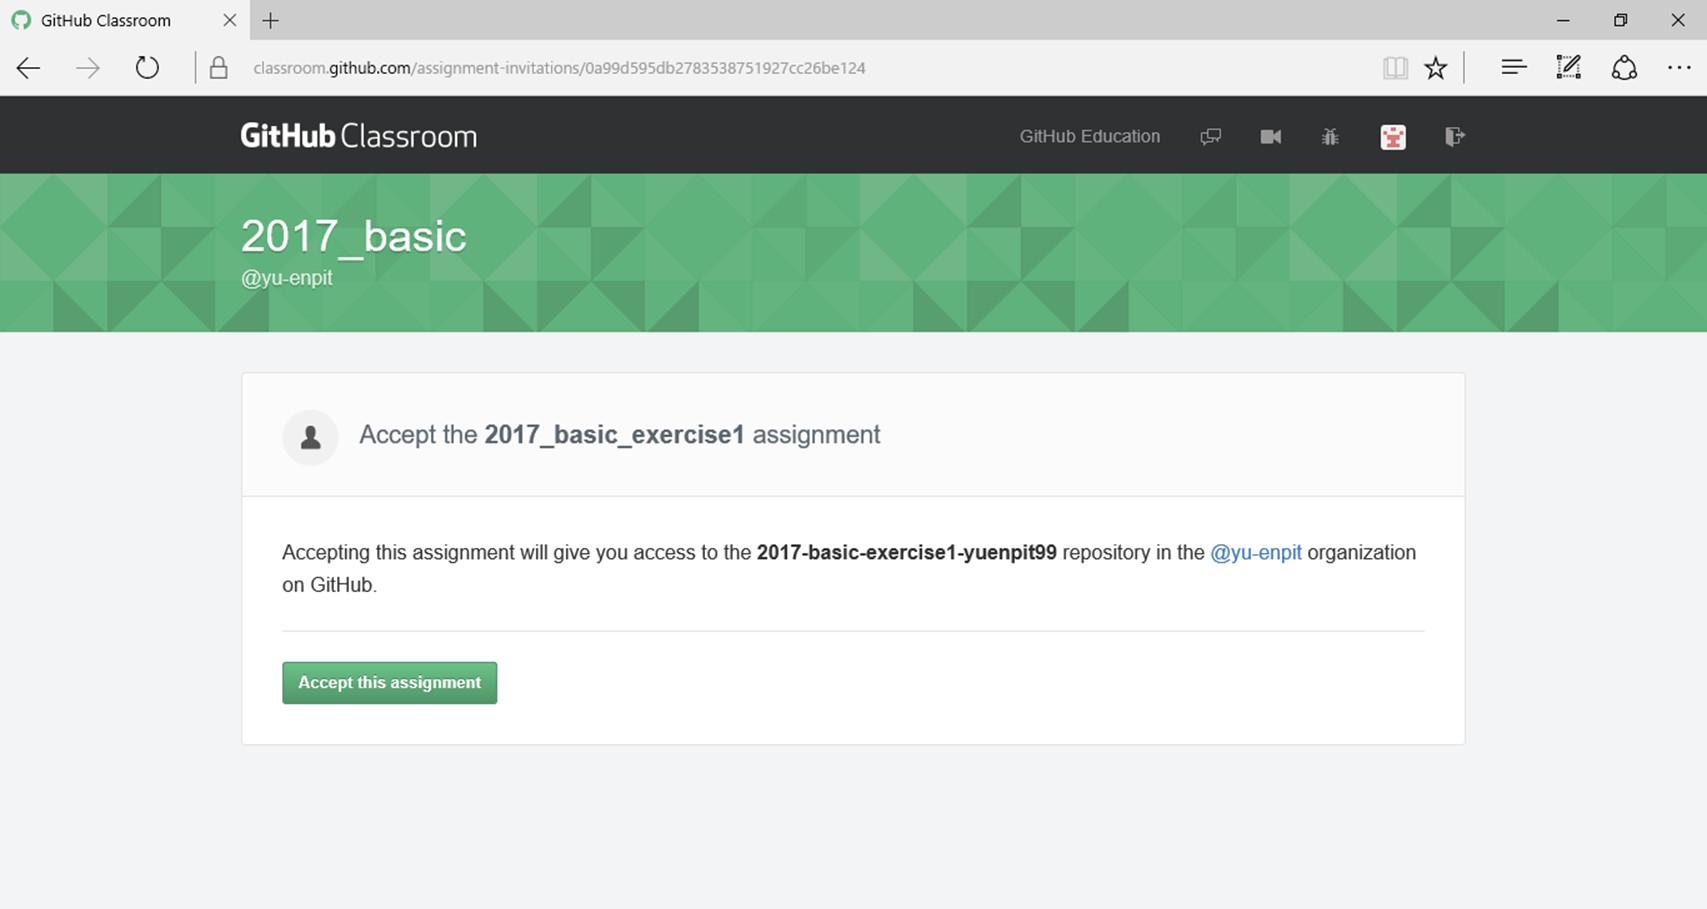 GitHub Classroom
classroom.github.com/assignment-invitations/0a99d595db2783538751927cc26be124
GitHub Classroom
GitHub Education
2017_basic
@yu-enpit
Accept the 2017_basic_exercise1 assignment
Accepting this assignment will give you access to the 2017-basic-exercise1-yuenpit99 repository in the @yu-enpit organization
on GitHub.
Accept this assignment